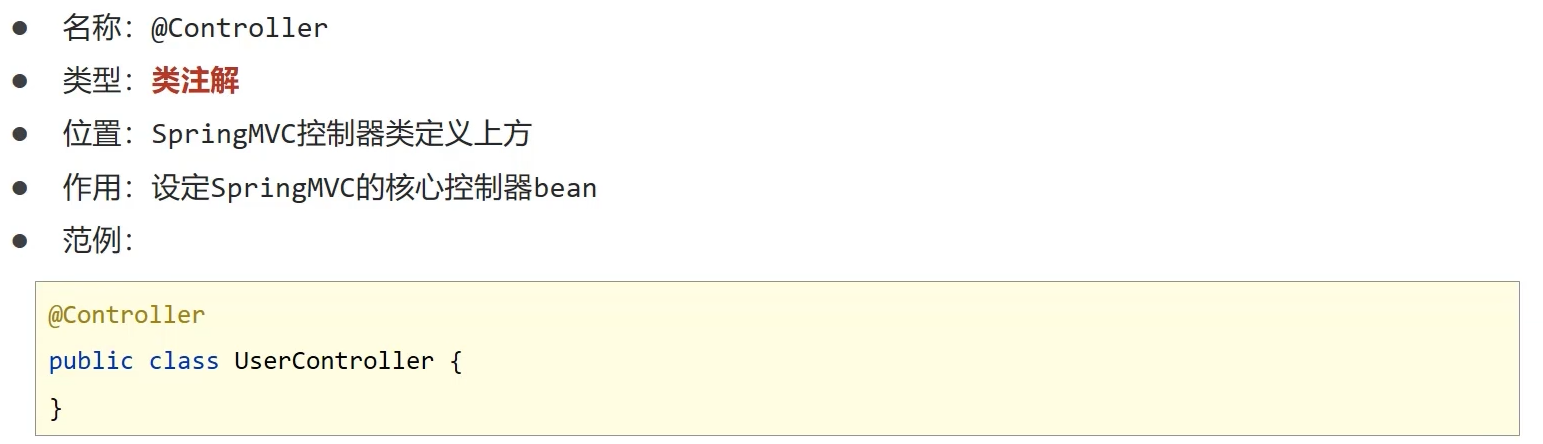 ● 名称：@Controller
● 类型：类注解
● 位置：SpringMVC控制器类定义上方
● 作用：设定SpringMVC的核心控制器bean
● 范例：
@Controller
public class UserController {
}